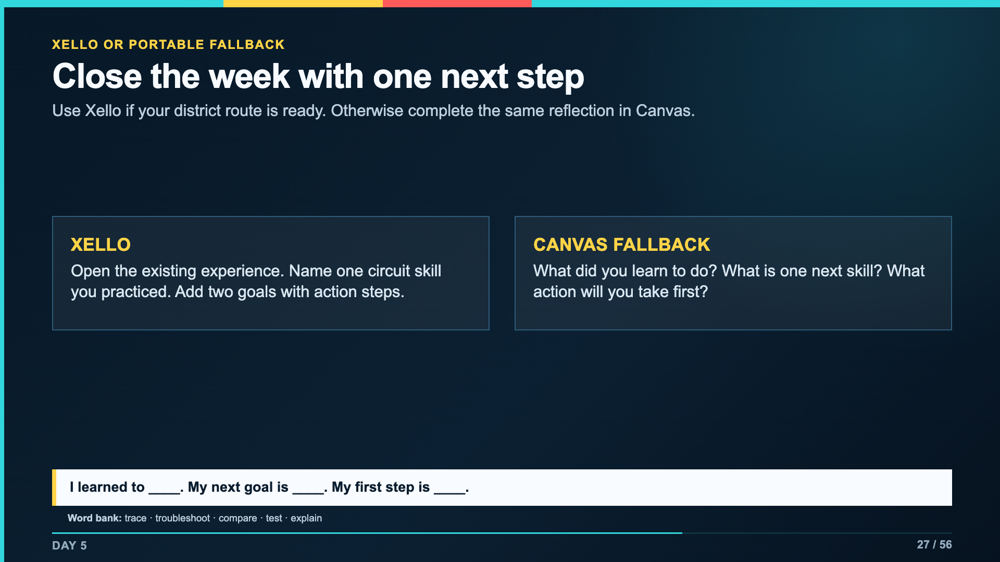 XELLO OR PORTABLE FALLBACK
Close the week with one next step
Use Xello if your district route is ready. Otherwise complete the same reflection in Canvas.
XELLO
Open the existing experience. Name one circuit skill
you practiced. Add two goals with action steps.
CANVAS FALLBACK
What did you learn to do? What is one next skill? What
action will you take first?
I learned to ____. My next goal is ____. My first step is ____.
Word bank: trace · troubleshoot · compare · test · explain
DAY 5
27 / 56